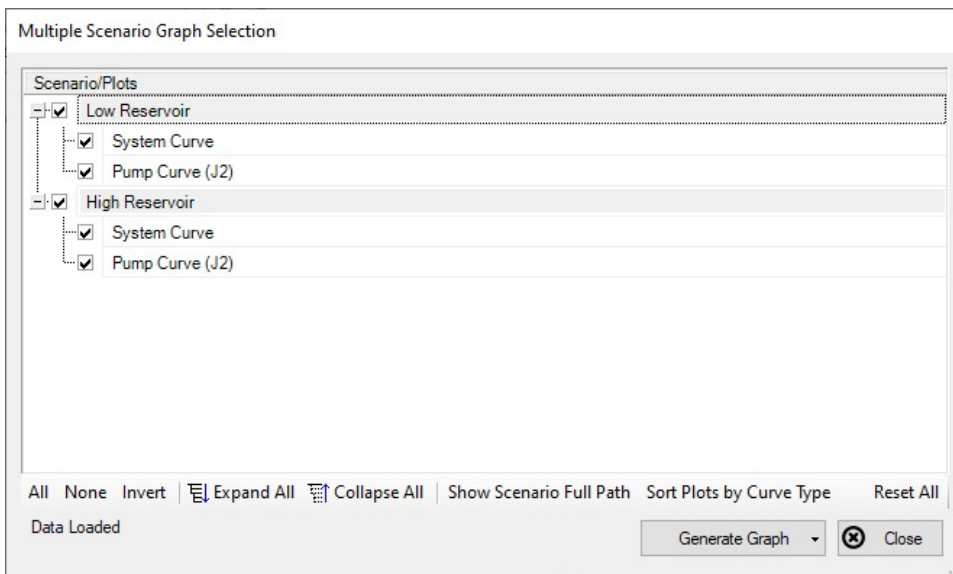 Multiple Scenario Graph Selection
Scenario/Plots
Low Reservoir
System Curve
Pump Curve (J2)
High Reservoir
System Curve
Pump Curve (J2)
All None Invert Expand All Collapse All Show Scenario Full Path Sort Plots by Curve Type Reset All
Data Loaded
Generate Graph Close